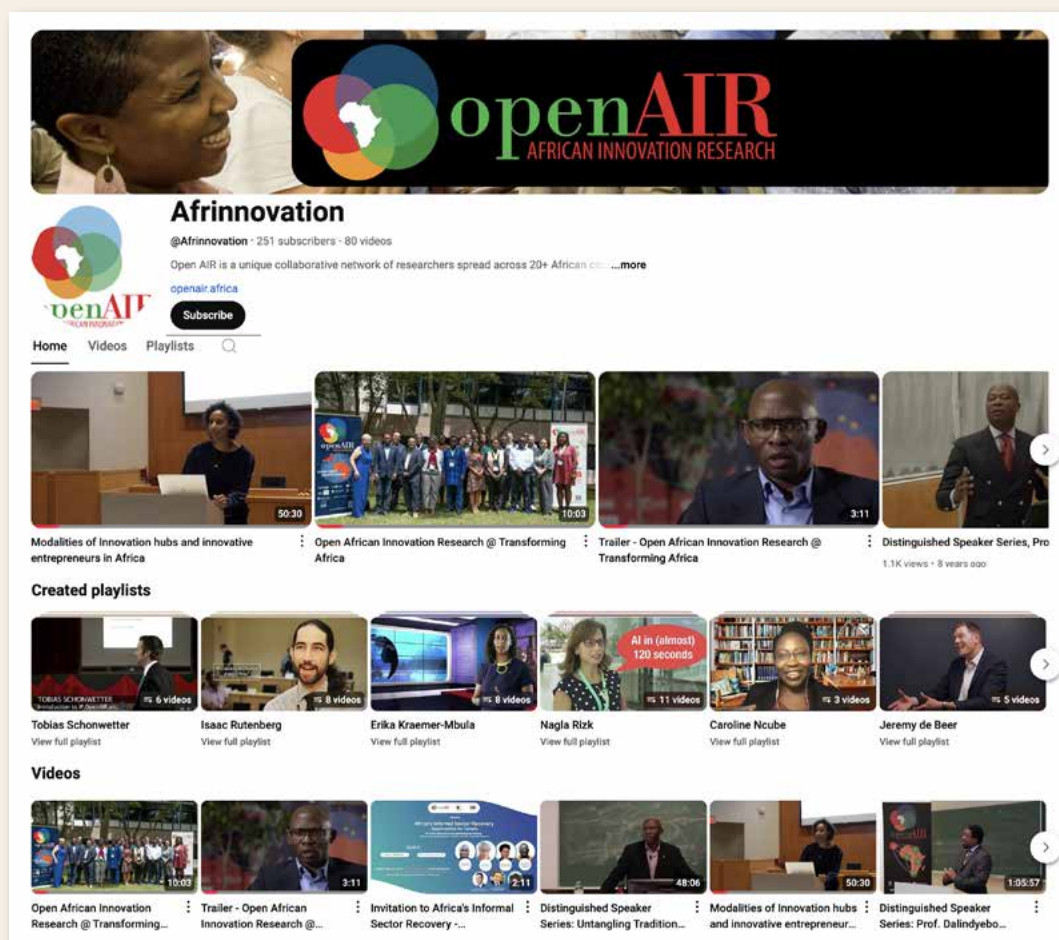 openAIR
AFRICAN INNOVATION RESEARCH
Afrinnovation
@Afrinnovation · 251 subscribers · 80 videos
Open AIR is a unique collaborative network of researchers spread across 20+ African ...more
openair.africa
Subscribe
Home Videos Playlists
openAIR
50:30
10:03
3:11
Modalities of Innovation hubs and innovative
entrepreneurs in Africa
Open African Innovation Research @ Transforming
Africa
Trailer - Open African Innovation Research @
Transforming Africa
Distinguished Speaker Series, Pro
1.1K views · 8 years ago
Created playlists
TOBIAS SCHONWETTER
6 videos
8 videos
8 videos
AI in (almost)
120 seconds
11 videos
3 videos
5 videos
Tobias Schonwetter
View full playlist
Isaac Rutenberg
View full playlist
Erika Kraemer-Mbula
View full playlist
Nagla Rizk
View full playlist
Caroline Ncube
View full playlist
Jeremy de Beer
View full playlist
Videos
10:03
3:11
Africa's Informal Sector Recovery
2:11
48:06
50:30
1:05:57
Open African Innovation
Research @ Transforming...
Trailer - Open African
Innovation Research @...
Invitation to Africa's Informal
Sector Recovery -...
Distinguished Speaker
Series: Untangling Tradition...
Modalities of Innovation hubs
and innovative entrepreneur...
Distinguished Speaker
Series: Prof. Dalindyebo...